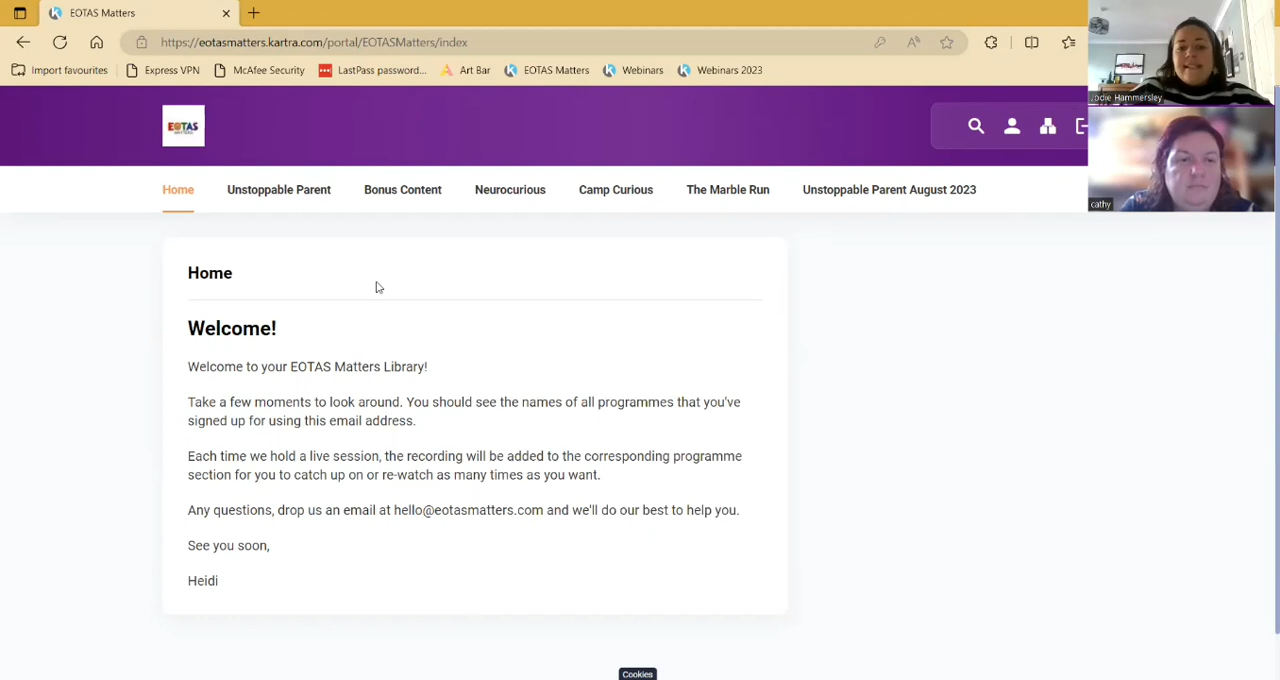 EOTAS Matters
https://eotasmatters.kartra.com/portal/EOTASMatters/index
Import favourites
Express VPN
McAfee Security
LastPass password...
Art Bar
EOTAS Matters
Webinars
Webinars 2023
Jodie Hammersley
cathy
EOTAS
MATTERS
Home
Unstoppable Parent
Bonus Content
Neurocurious
Camp Curious
The Marble Run
Unstoppable Parent August 2023
Home
Welcome!
Welcome to your EOTAS Matters Library!
Take a few moments to look around. You should see the names of all programmes that you've
signed up for using this email address.
Each time we hold a live session, the recording will be added to the corresponding programme
section for you to catch up on or re-watch as many times as you want.
Any questions, drop us an email at hello@eotasmatters.com and we'll do our best to help you.
See you soon,
Heidi
Cookies